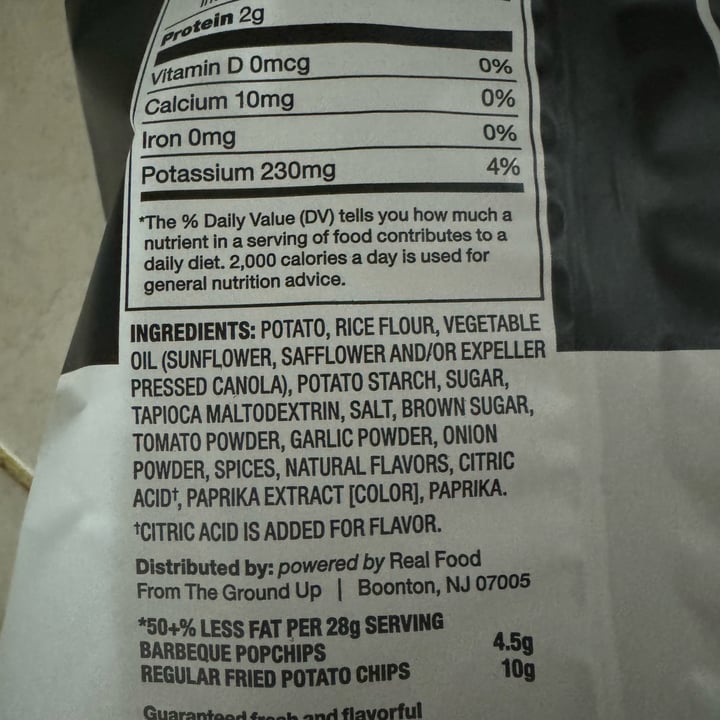 Protein 2g
Vitamin D 0mcg 0%
Calcium 10mg 0%
Iron 0mg 0%
Potassium 230mg 4%
*The % Daily Value (DV) tells you how much a
nutrient in a serving of food contributes to a
daily diet. 2,000 calories a day is used for
general nutrition advice.
INGREDIENTS: POTATO, RICE FLOUR, VEGETABLE
OIL (SUNFLOWER, SAFFLOWER AND/OR EXPELLER
PRESSED CANOLA), POTATO STARCH, SUGAR,
TAPIOCA MALTODEXTRIN, SALT, BROWN SUGAR,
TOMATO POWDER, GARLIC POWDER, ONION
POWDER, SPICES, NATURAL FLAVORS, CITRIC
ACID†, PAPRIKA EXTRACT [COLOR], PAPRIKA.
†CITRIC ACID IS ADDED FOR FLAVOR.
Distributed by: powered by Real Food
From The Ground Up | Boonton, NJ 07005
*50+% LESS FAT PER 28g SERVING
BARBEQUE POPCHIPS 4.5g
REGULAR FRIED POTATO CHIPS 10g
Guaranteed fresh and flavorful